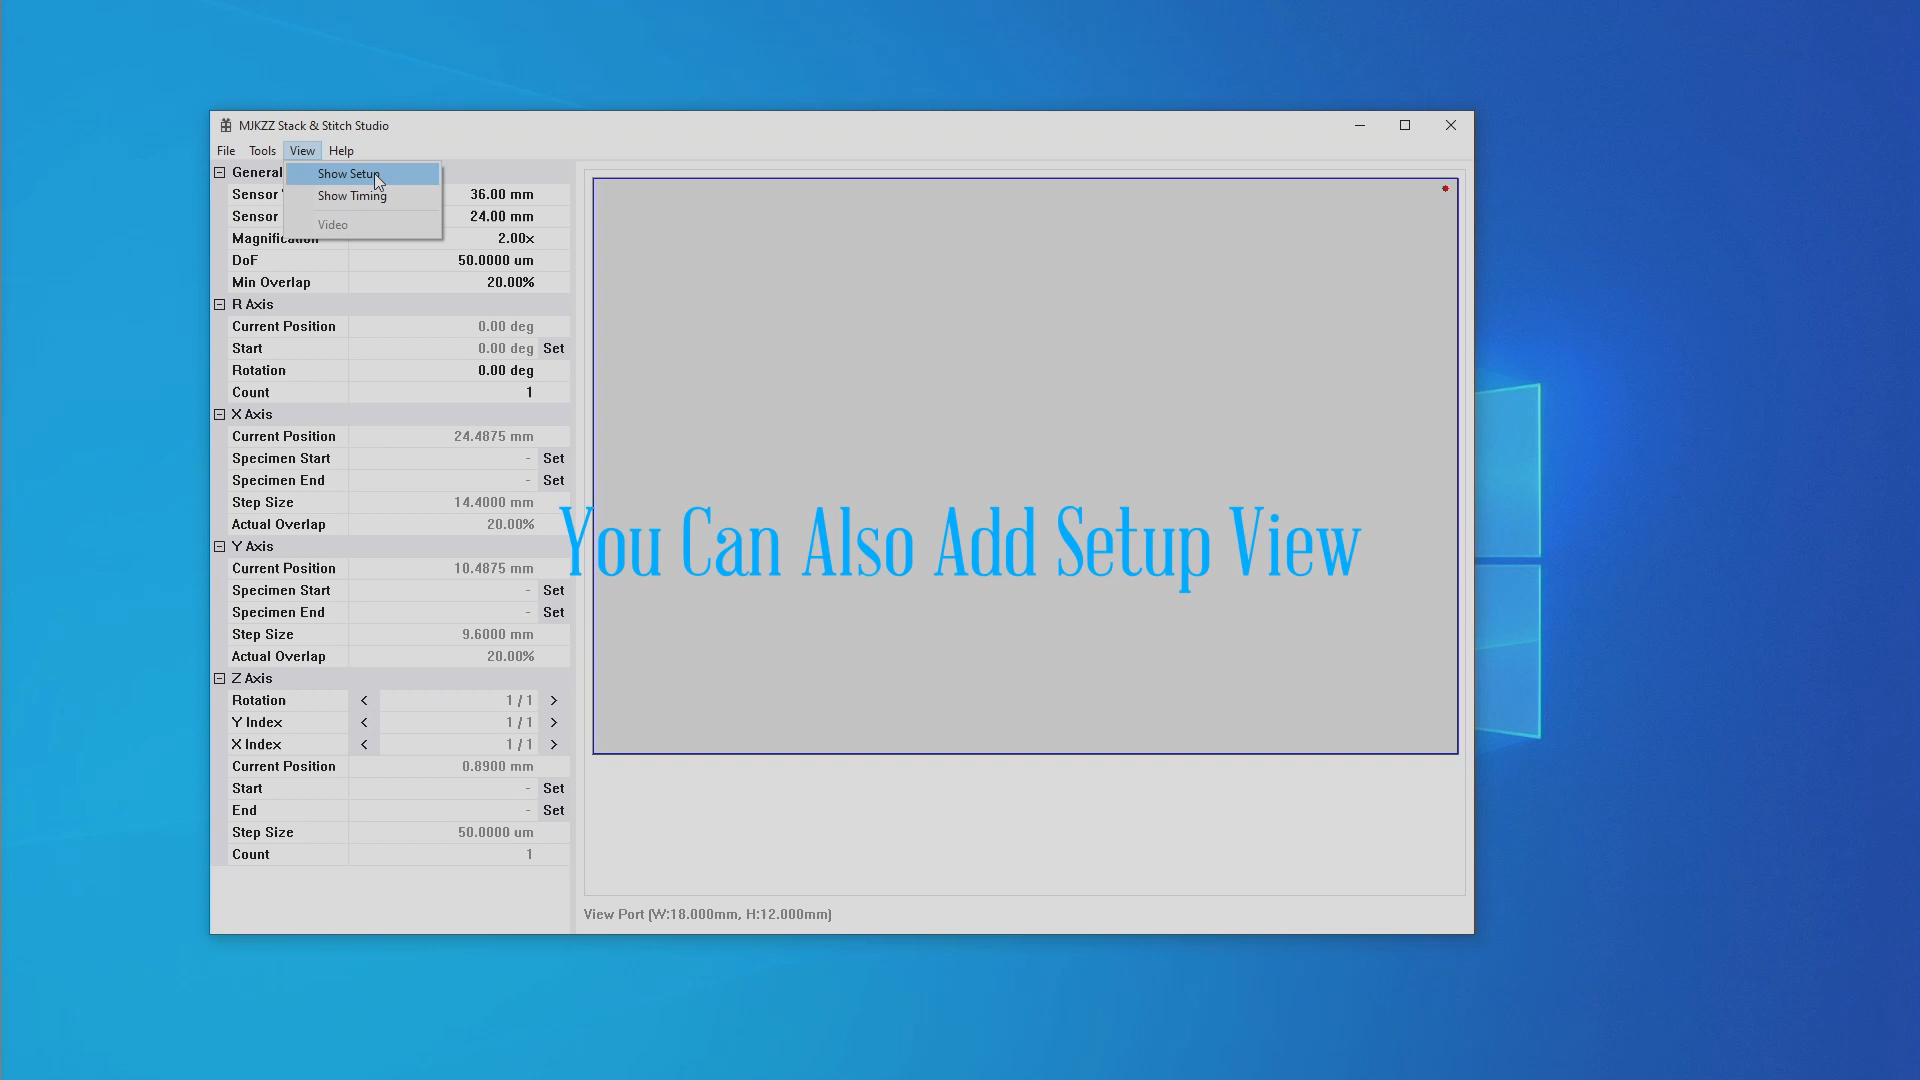 MJKZZ Stack & Stitch Studio
File Tools View Help
General
Show Setup
Sensor 36.00 mm
Show Timing
Sensor 24.00 mm
Video
Magnification 2.00x
DoF 50.0000 um
Min Overlap 20.00%
R Axis
Current Position 0.00 deg
Start 0.00 deg Set
Rotation 0.00 deg
Count 1
X Axis
Current Position 24.4875 mm
Specimen Start - Set
Specimen End - Set
Step Size 14.4000 mm
Actual Overlap 20.00%
You Can Also Add Setup View
Y Axis
Current Position 10.4875 mm
Specimen Start - Set
Specimen End - Set
Step Size 9.6000 mm
Actual Overlap 20.00%
Z Axis
Rotation < 1 / 1 >
Y Index < 1 / 1 >
X Index < 1 / 1 >
Current Position 0.8900 mm
Start - Set
End - Set
Step Size 50.0000 um
Count 1
View Port (W:18.000mm, H:12.000mm)